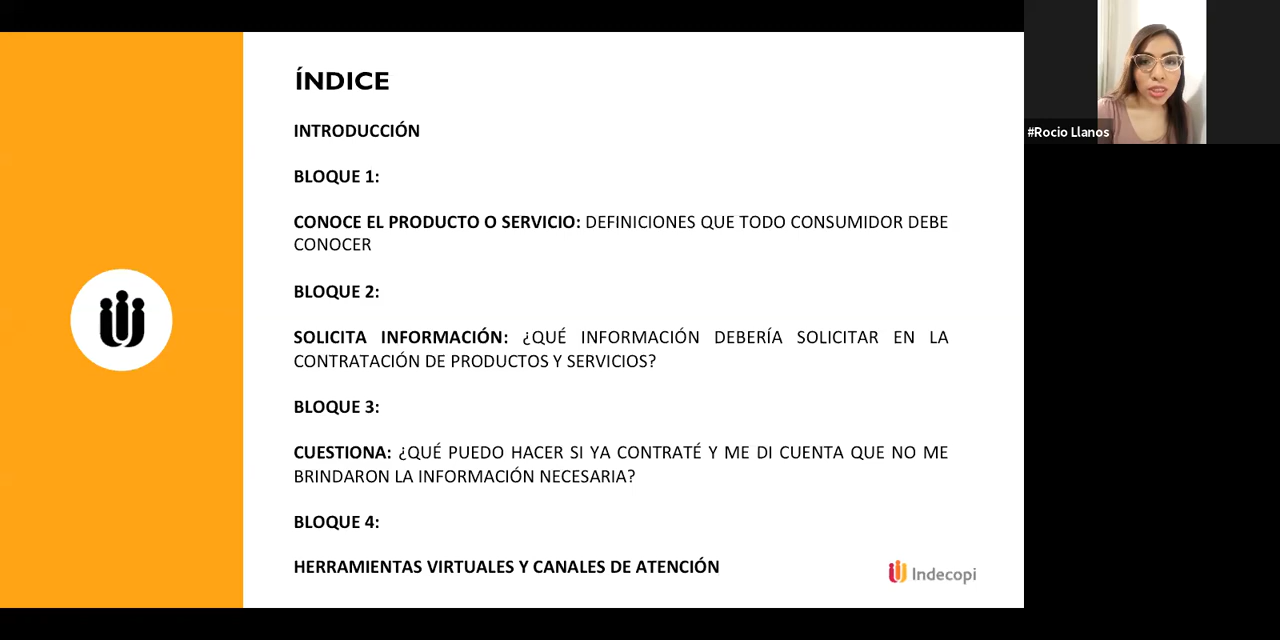 ÍNDICE
INTRODUCCIÓN
BLOQUE 1:
CONOCE EL PRODUCTO O SERVICIO: DEFINICIONES QUE TODO CONSUMIDOR DEBE
CONOCER
BLOQUE 2:
SOLICITA INFORMACIÓN: ¿QUÉ INFORMACIÓN DEBERÍA SOLICITAR EN LA
CONTRATACIÓN DE PRODUCTOS Y SERVICIOS?
BLOQUE 3:
CUESTIONA: ¿QUÉ PUEDO HACER SI YA CONTRATÉ Y ME DI CUENTA QUE NO ME
BRINDARON LA INFORMACIÓN NECESARIA?
BLOQUE 4:
HERRAMIENTAS VIRTUALES Y CANALES DE ATENCIÓN
Indecopi
#Rocio Llanos